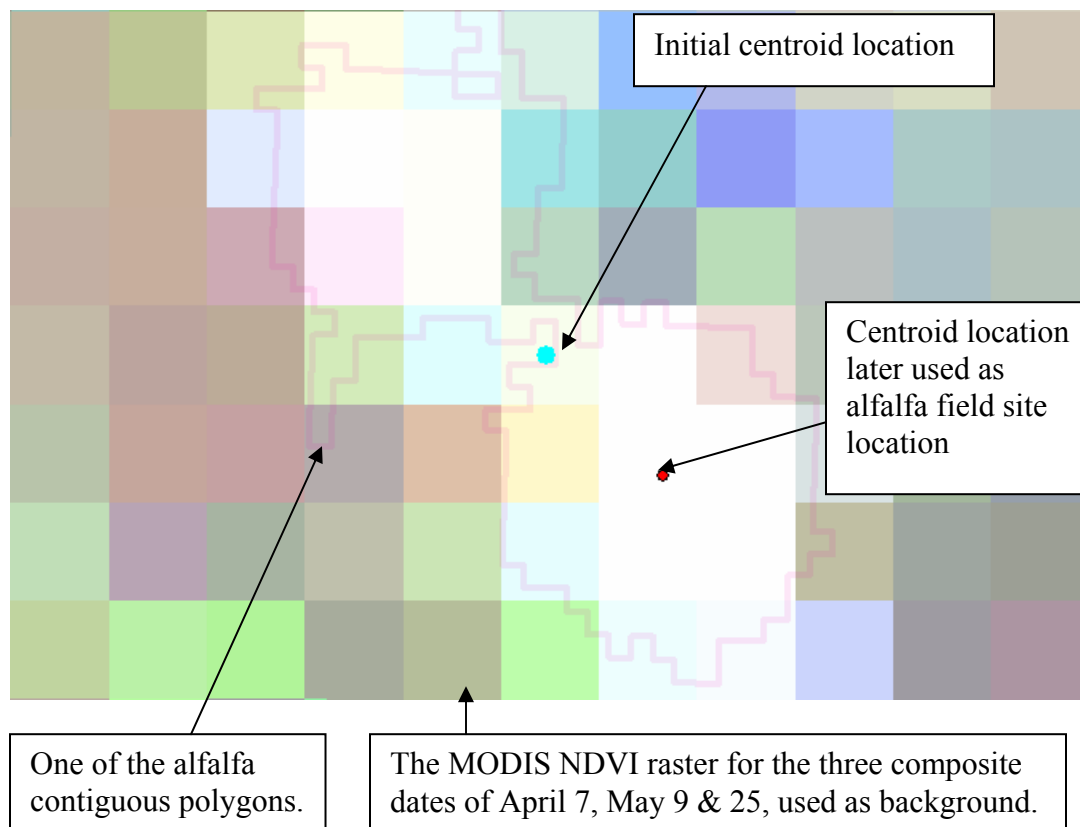 Initial centroid location
Centroid location
later used as
alfalfa field site
location
One of the alfalfa
contiguous polygons.
The MODIS NDVI raster for the three composite
dates of April 7, May 9 & 25, used as background.